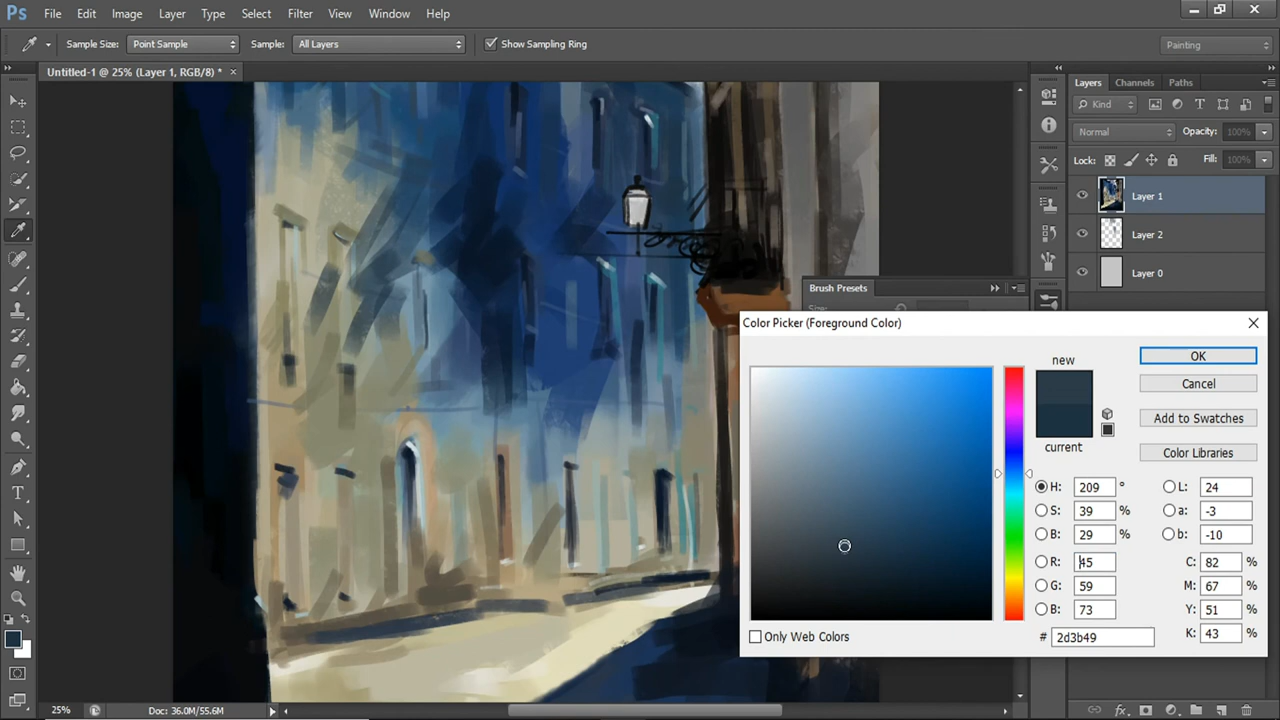 Ps File Edit Image Layer Type Select Filter View Window Help
Sample Size: Point Sample Sample: All Layers Show Sampling Ring Painting
Untitled-1 @ 25% (Layer 1, RGB/8) * ×
Layers Channels Paths
Kind
Normal Opacity: 100%
Lock: Fill: 100%
Layer 1
Layer 2
Layer 0
Brush Presets
Size:
Color Picker (Foreground Color)
new
current
OK
Cancel
Add to Swatches
Color Libraries
H: 209 ° L: 24
S: 39 % a: -3
B: 29 % b: -10
R: 45 C: 82 %
G: 59 M: 67 %
B: 73 Y: 51 %
Only Web Colors # 2d3b49 K: 43 %
25% Doc: 36.0M/55.6M
fx